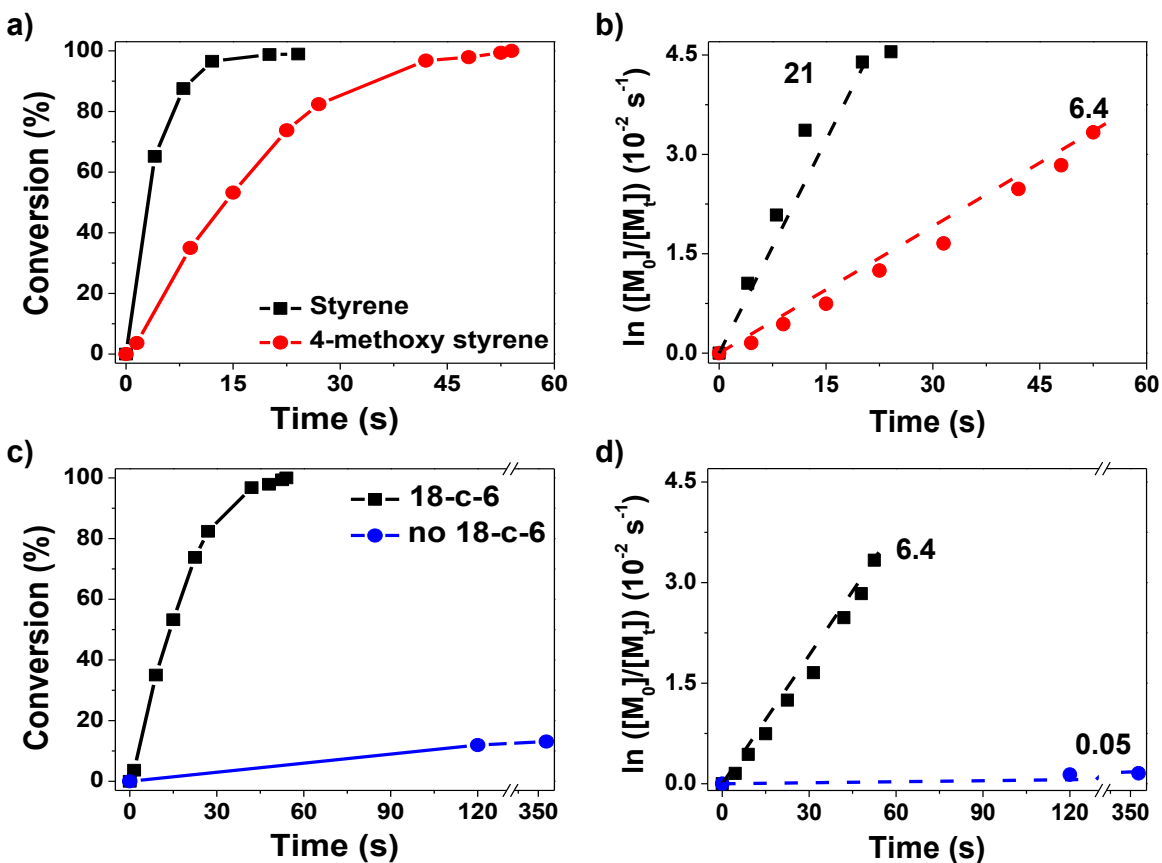 a)
100
80
60
40
20
0
Conversion (%)
Styrene
4-methoxy styrene
0 15 30 45 60
Time (s)
b)
4.5
3.0
1.5
0.0
ln ([M0]/[Mt]) (10-2 s-1)
21
6.4
0 15 30 45 60
Time (s)
c)
100
80
60
40
20
0
Conversion (%)
18-c-6
no 18-c-6
0 30 60 90 120 350
Time (s)
d)
4.5
3.0
1.5
0.0
ln ([M0]/[Mt]) (10-2 s-1)
6.4
0.05
0 30 60 90 120 350
Time (s)